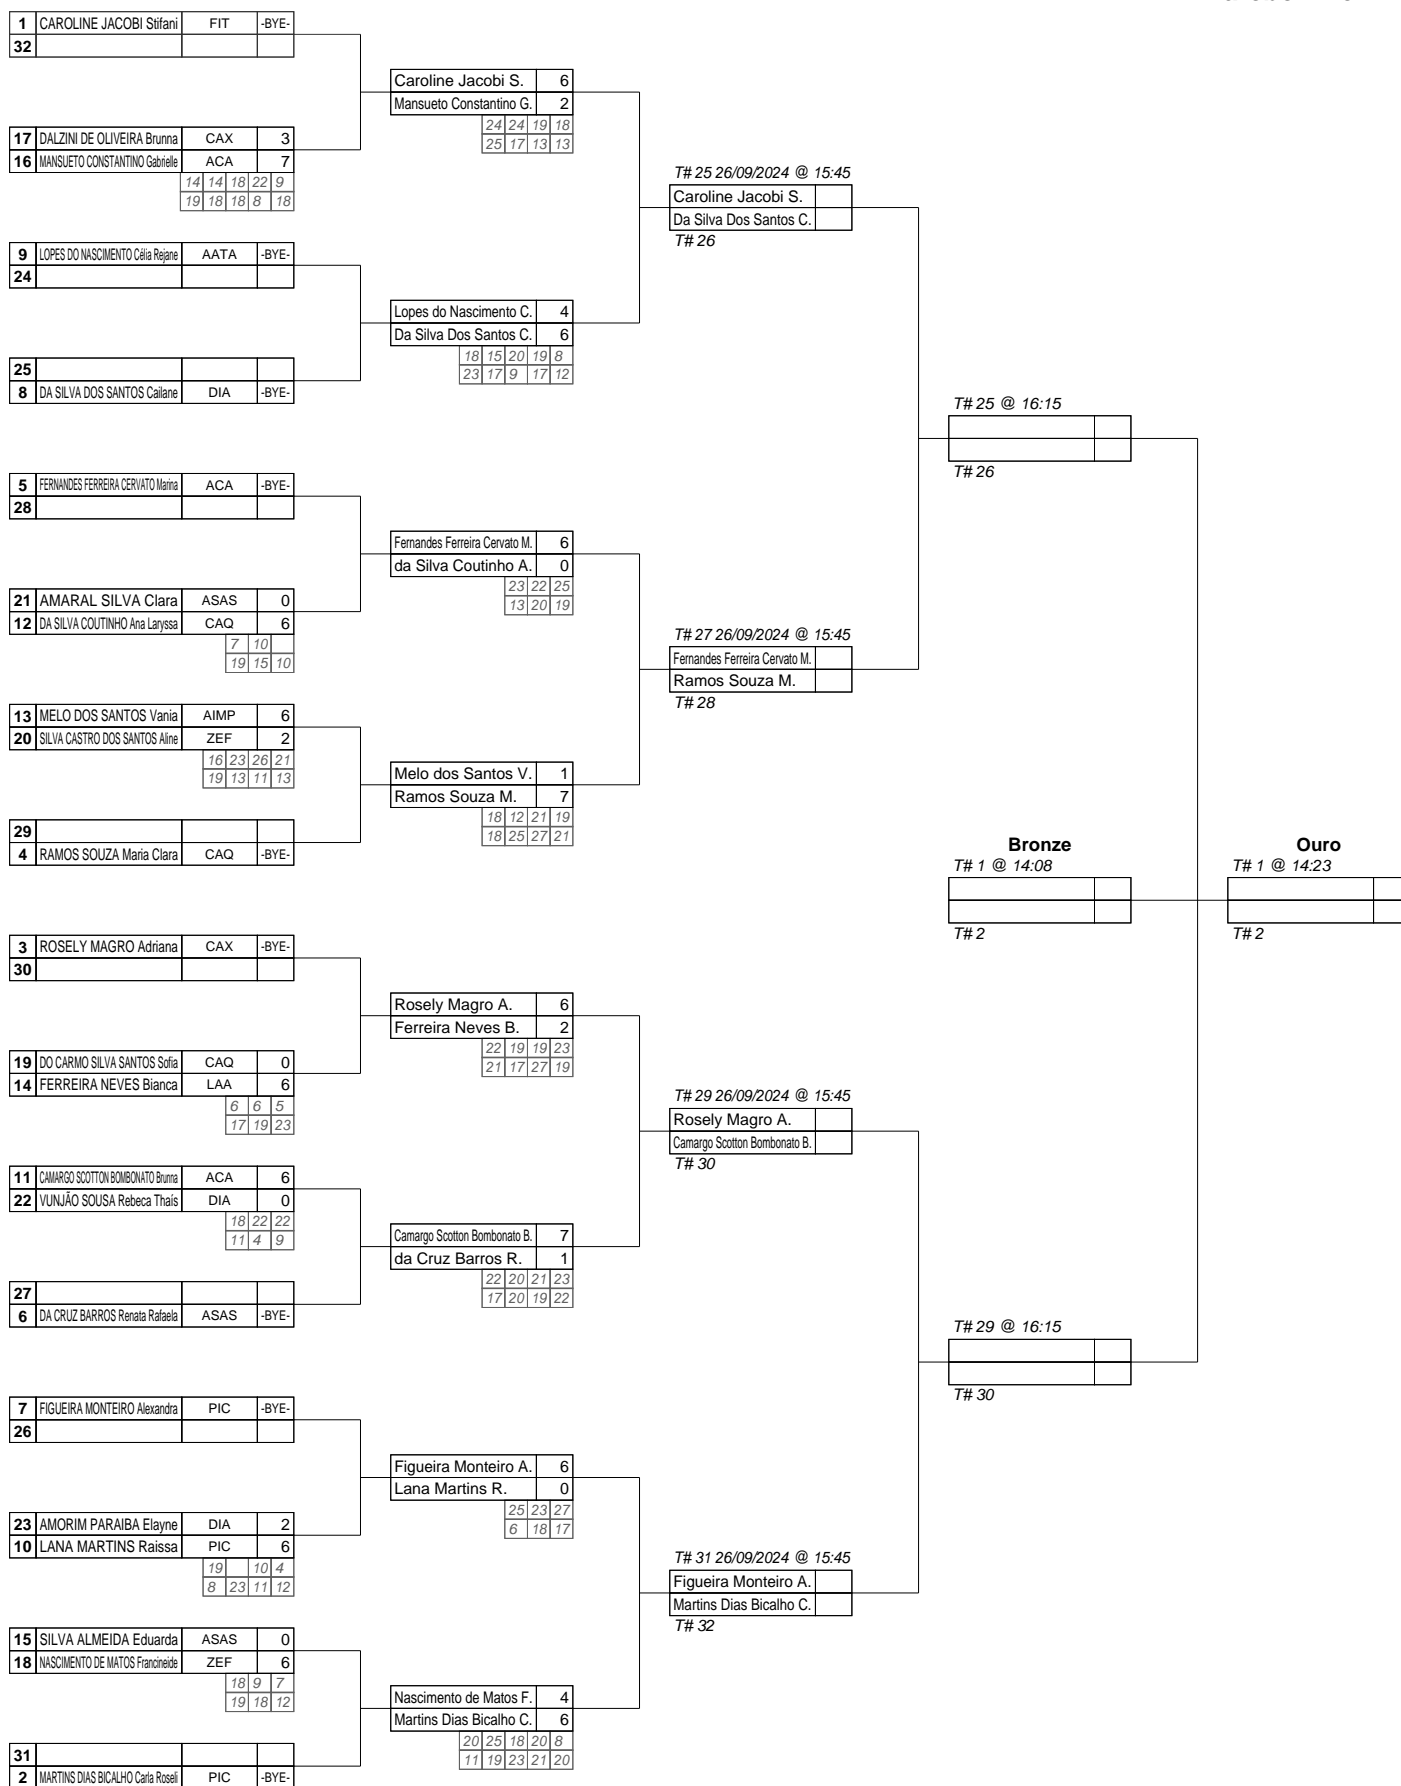 1 CAROLINE JACOBI Stifani FIT -BYE-
32
Caroline Jacobi S. 6
Mansueto Constantino G. 2
24 24 19 18
25 17 13 13
17 DALZINI DE OLIVEIRA Brunna CAX 3
16 MANSUETO CONSTANTINO Gabrielle ACA 7
14 14 18 22 9
19 18 18 8 18
T# 25 26/09/2024 @ 15:45
Caroline Jacobi S.
Da Silva Dos Santos C.
T# 26
9 LOPES DO NASCIMENTO Célia Rejane AATA -BYE-
24
Lopes do Nascimento C. 4
Da Silva Dos Santos C. 6
18 15 20 19 8
23 17 9 17 12
25
8 DA SILVA DOS SANTOS Cailane DIA -BYE-
T# 25 @ 16:15
T# 26
5 FERNANDES FERREIRA CERVATO Marina ACA -BYE-
28
Fernandes Ferreira Cervato M. 6
da Silva Coutinho A. 0
23 22 25
13 20 19
21 AMARAL SILVA Clara ASAS 0
12 DA SILVA COUTINHO Ana Laryssa CAQ 6
7 10
19 15 10
T# 27 26/09/2024 @ 15:45
Fernandes Ferreira Cervato M.
Ramos Souza M.
T# 28
13 MELO DOS SANTOS Vania AIMP 6
20 SILVA CASTRO DOS SANTOS Aline ZEF 2
16 23 26 21
19 13 11 13
Melo dos Santos V. 1
Ramos Souza M. 7
18 12 21 19
18 25 27 21
29
4 RAMOS SOUZA Maria Clara CAQ -BYE-
Bronze Ouro
T# 1 @ 14:08 T# 1 @ 14:23
T# 2 T# 2
3 ROSELY MAGRO Adriana CAX -BYE-
30
Rosely Magro A. 6
Ferreira Neves B. 2
22 19 19 23
21 17 27 19
19 DO CARMO SILVA SANTOS Sofia CAQ 0
14 FERREIRA NEVES Bianca LAA 6
6 6 5
17 19 23
T# 29 26/09/2024 @ 15:45
Rosely Magro A.
Camargo Scotton Bombonato B.
T# 30
11 CAMARGO SCOTTON BOMBONATO Brunna ACA 6
22 VUNJÃO SOUSA Rebeca Thaís DIA 0
18 22 22
11 4 9
Camargo Scotton Bombonato B. 7
da Cruz Barros R. 1
22 20 21 23
17 20 19 22
27
6 DA CRUZ BARROS Renata Rafaela ASAS -BYE-
T# 29 @ 16:15
T# 30
7 FIGUEIRA MONTEIRO Alexandra PIC -BYE-
26
Figueira Monteiro A. 6
Lana Martins R. 0
25 23 27
6 18 17
23 AMORIM PARAIBA Elayne DIA 2
10 LANA MARTINS Raissa PIC 6
19 10 4
8 23 11 12
T# 31 26/09/2024 @ 15:45
Figueira Monteiro A.
Martins Dias Bicalho C.
T# 32
15 SILVA ALMEIDA Eduarda ASAS 0
18 NASCIMENTO DE MATOS Francineide ZEF 6
18 9 7
19 18 12
Nascimento de Matos F. 4
Martins Dias Bicalho C. 6
20 25 18 20 8
11 19 23 21 20
31
2 MARTINS DIAS BICALHO Carla Roseli PIC -BYE-